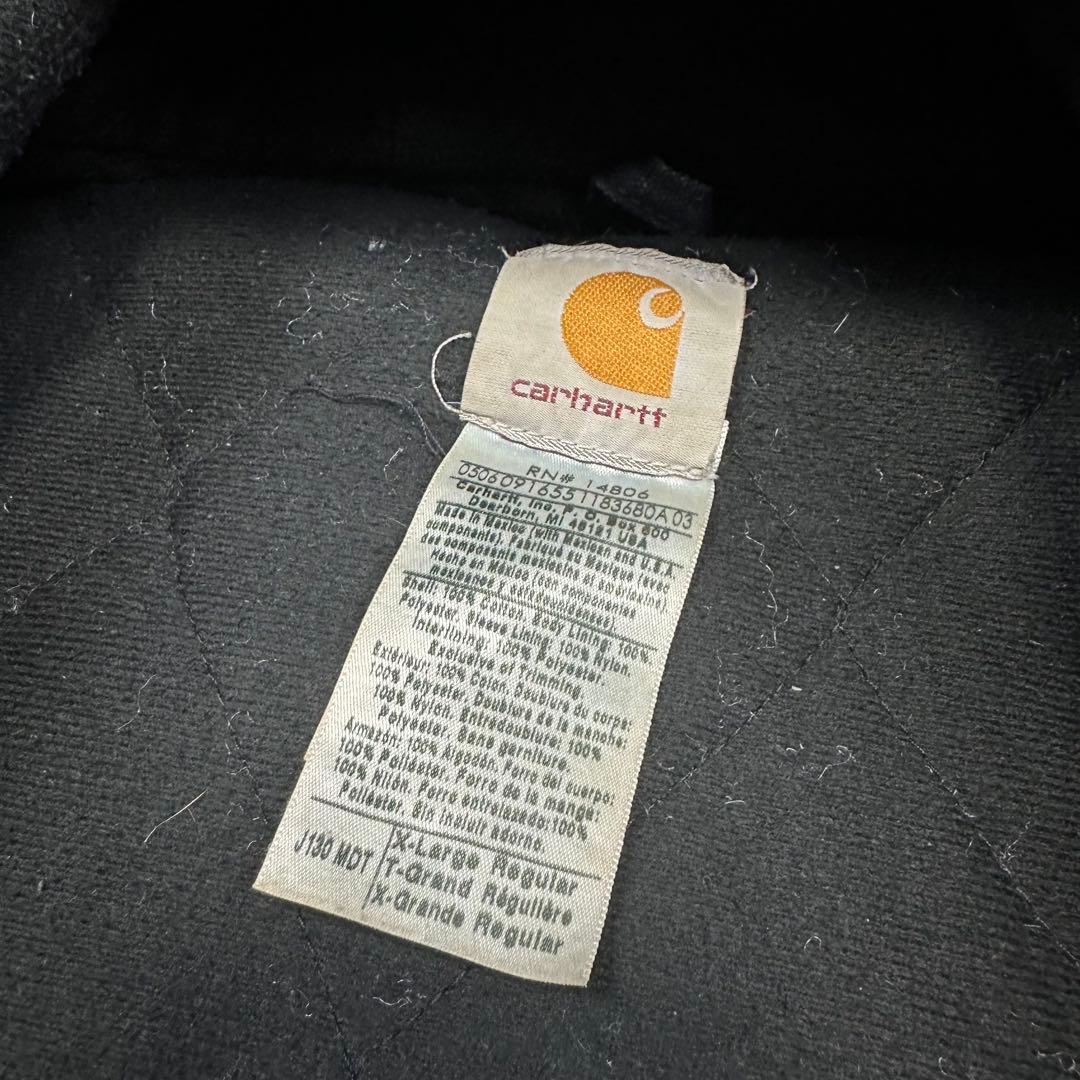 carhartt
RN# 14806
05060916551183680A 03
Carhartt, Inc. P. O. Box 600
Dearborn, MI 48121 USA
Made in Mexico (with Mexican and U.S.A
components). Fabriqué au Mexique (avec
des composants mexicains et
Hecho en México (con componentes
mexicanos y estadounidenses).
Shell: 100% Cotton. Body Lining: 100%
Polyester. Sleeve Lining: 100% Nylon.
Interlining: 100% Polyester.
Exclusive of Trimming.
Extérieur: 100% Coton. Doublure du corps:
100% Polyester. Doublure de la manche:
100% Nylon. Entredoublure: 100%
Polyester. Sans garniture.
Armazon: 100% Algodón. Forro del cuerpo:
100% Poliéster. Forro de la manga:
100% Nilón. Forro entrelazado: 100%
Poliéster. Sin incluir adorno.
J130 MDT
X-Large Regular
T-Grand Régulière
X-Grande Regular